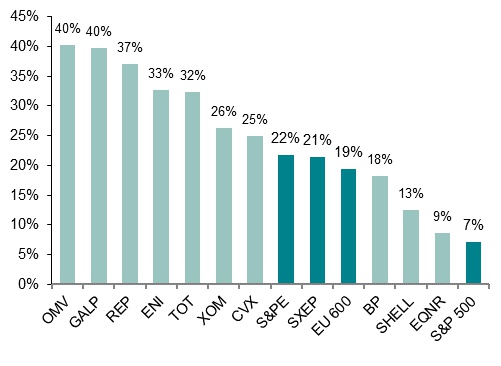 45%
40%
35%
30%
25%
20%
15%
10%
5%
0%
40%
40%
37%
33%
32%
26%
25%
22%
21%
19%
18%
13%
9%
7%
OMV
GALP
REP
ENI
TOT
XOM
CVX
S&PE
SXEP
EU 600
BP
SHELL
EQNR
S&P 500